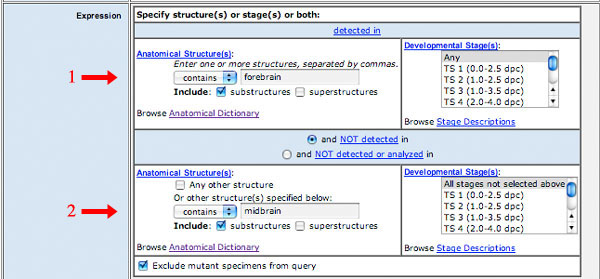 Expression
Specify structure(s) or stage(s) or both:
detected in
Anatomical Structure(s):
Enter one or more structures, separated by commas.
contains forebrain
Include: substructures superstructures
Browse Anatomical Dictionary
Developmental Stage(s):
Any
TS 1 (0.0-2.5 dpc)
TS 2 (1.0-2.5 dpc)
TS 3 (1.0-3.5 dpc)
TS 4 (2.0-4.0 dpc)
Browse Stage Descriptions
1
and NOT detected in
and NOT detected or analyzed in
Anatomical Structure(s):
Any other structure
Or other structure(s) specified below:
contains midbrain
Include: substructures superstructures
Browse Anatomical Dictionary
Developmental Stage(s):
All stages not selected above
TS 1 (0.0-2.5 dpc)
TS 2 (1.0-2.5 dpc)
TS 3 (1.0-3.5 dpc)
TS 4 (2.0-4.0 dpc)
Browse Stage Descriptions
2
Exclude mutant specimens from query